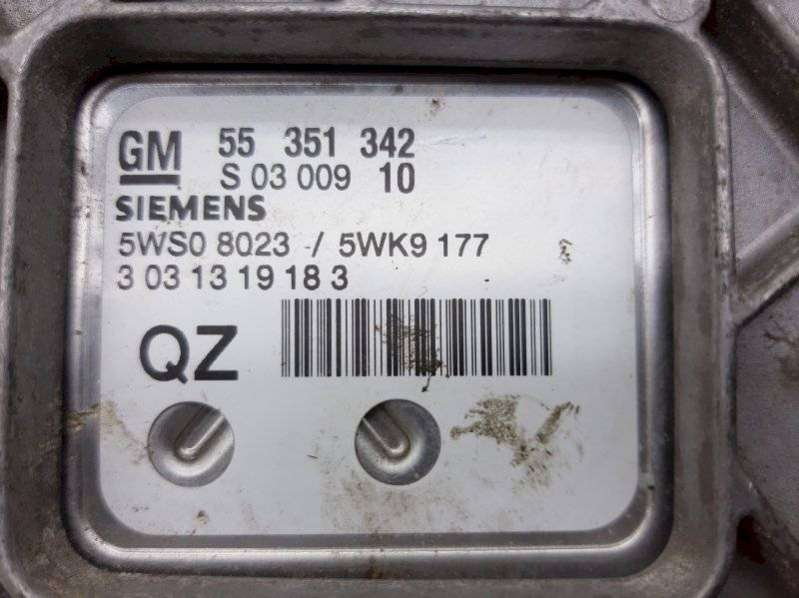 GM 55 351 342
S 03 009 10
SIEMENS
5WS0 8023 / 5WK9 177
3 03 13 19 18 3
QZ